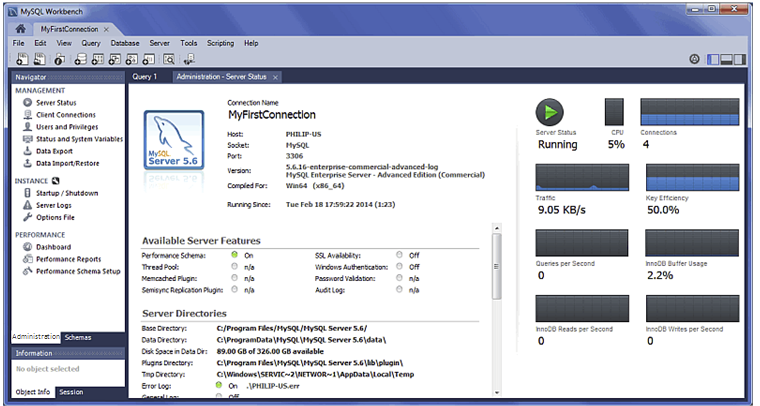 MySQL Workbench
MyFirstConnection
File Edit View Query Database Server Tools Scripting Help
Navigator
MANAGEMENT
Server Status
Client Connections
Users and Privileges
Status and System Variables
Data Export
Data Import/Restore
INSTANCE
Startup / Shutdown
Server Logs
Options File
PERFORMANCE
Dashboard
Performance Reports
Performance Schema Setup
Administration Schemas
Information
No object selected
Object Info Session
Query 1 Administration - Server Status
MySQL
Server 5.6
Connection Name
MyFirstConnection
Host: PHILIP-US
Socket: MySQL
Port: 3306
Version: 5.6.16-enterprise-commercial-advanced-log
MySQL Enterprise Server - Advanced Edition (Commercial)
Compiled For: Win64 (x86_64)
Running Since: Tue Feb 18 17:59:22 2014 (1:23)
Available Server Features
Performance Schema: On SSL Availability: Off
Thread Pool: n/a Windows Authentication: Off
Memcached Plugin: n/a Password Validation: n/a
Semisync Replication Plugin: n/a Audit Log: n/a
Server Directories
Base Directory: C:/Program Files/MySQL/MySQL Server 5.6/
Data Directory: C:/ProgramData\MySQL\MySQL Server 5.6\data\
Disk Space in Data Dir: 89.00 GB of 326.00 GB available
Plugins Directory: C:\Program Files\MySQL\MySQL Server 5.6\lib\plugin\
Tmp Directory: C:\Windows\SERVIC~2\NETWOR~1\AppData\Local\Temp
Error Log: On .\PHILIP-US.err
General Log: Off
Server Status CPU Connections
Running 5% 4
Traffic Key Efficiency
9.05 KB/s 50.0%
Queries per Second InnoDB Buffer Usage
0 2.2%
InnoDB Reads per Second InnoDB Writes per Second
0 0